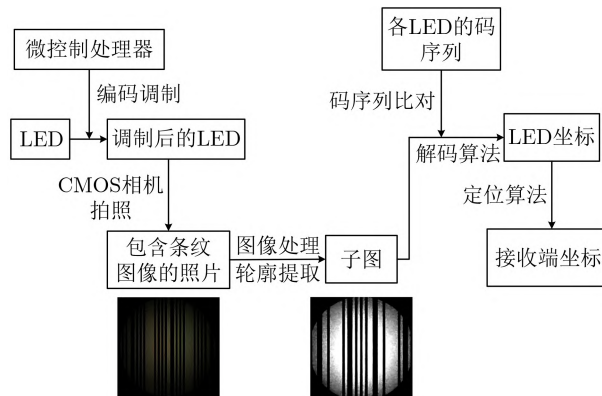 微控制处理器
编码调制
LED
调制后的LED
CMOS相机
拍照
包含条纹
图像的照片
图像处理
轮廓提取
子图
各LED的码
序列
码序列比对
解码算法
LED坐标
定位算法
接收端坐标